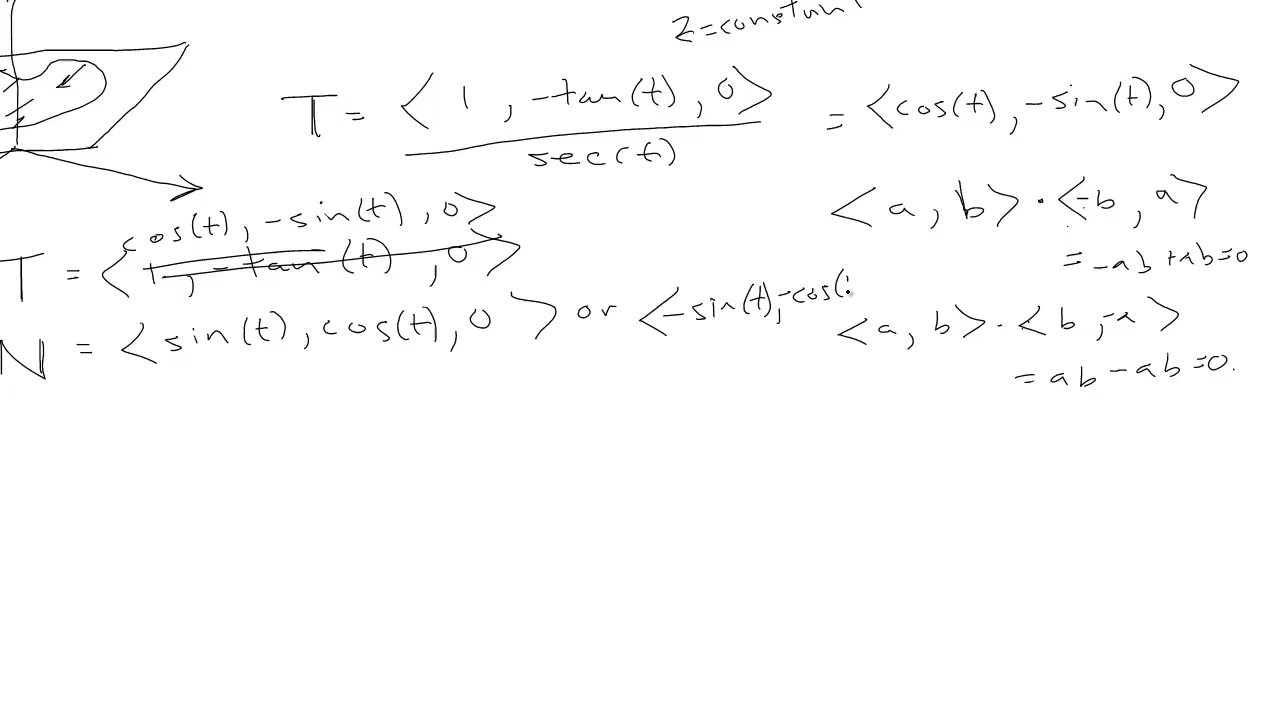 z=constant
T = <1, -tan(t), 0> / sec(t) = <cos(t), -sin(t), 0>
<a, b> · <-b, a>
= -ab + ab = 0
cos(t), -sin(t), 0>
T = <1, -tan(t), 0>
N = <sin(t), cos(t), 0> or <-sin(t), -cos(
<a, b> · <b, -a>
= ab - ab = 0.